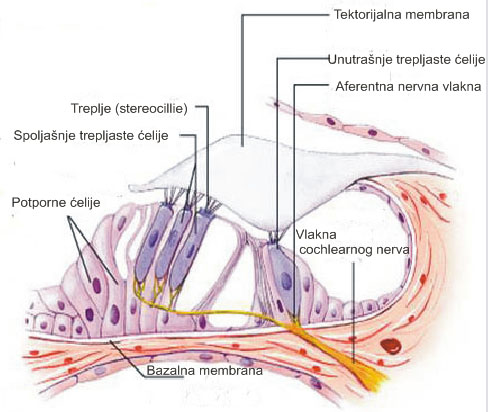 Tektorijalna membrana
Unutrašnje trepljaste ćelije
Aferentna nervna vlakna
Treplje (stereocillie)
Spoljašnje trepljaste ćelije
Potporne ćelije
Vlakna
cochlearnog nerva
Bazalna membrana